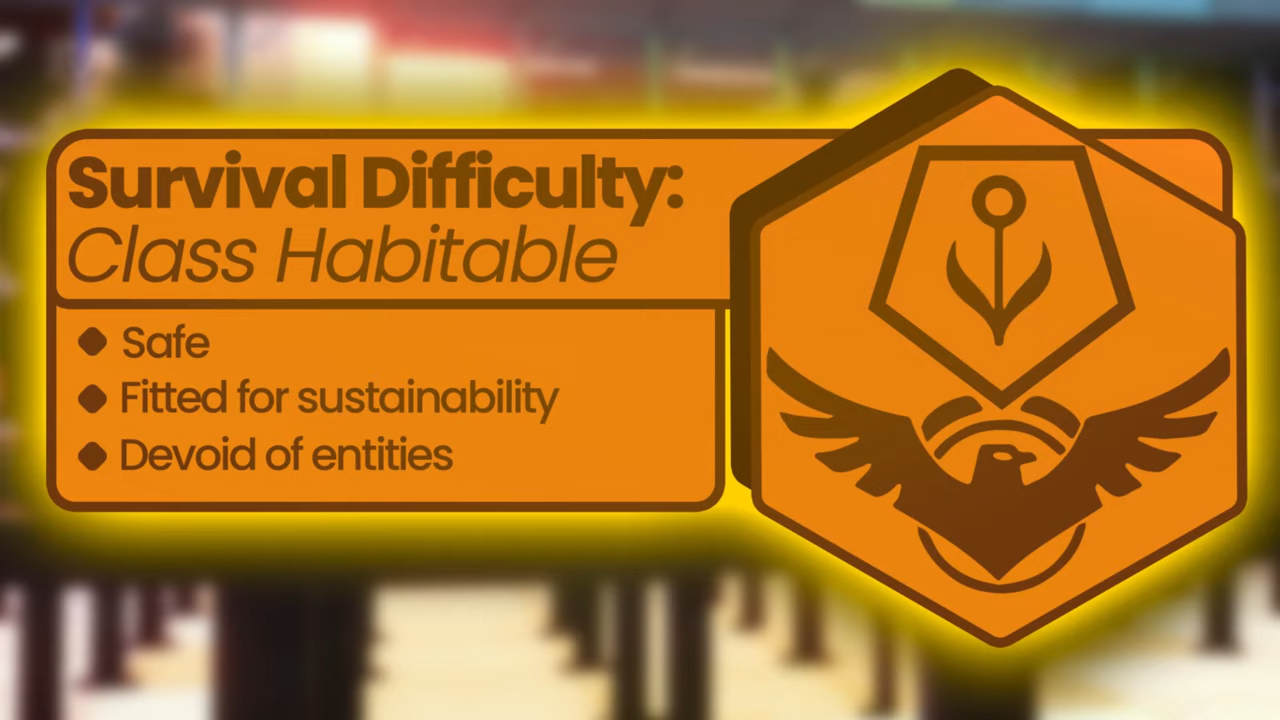 Survival Difficulty:
Class Habitable
Safe
Fitted for sustainability
Devoid of entities